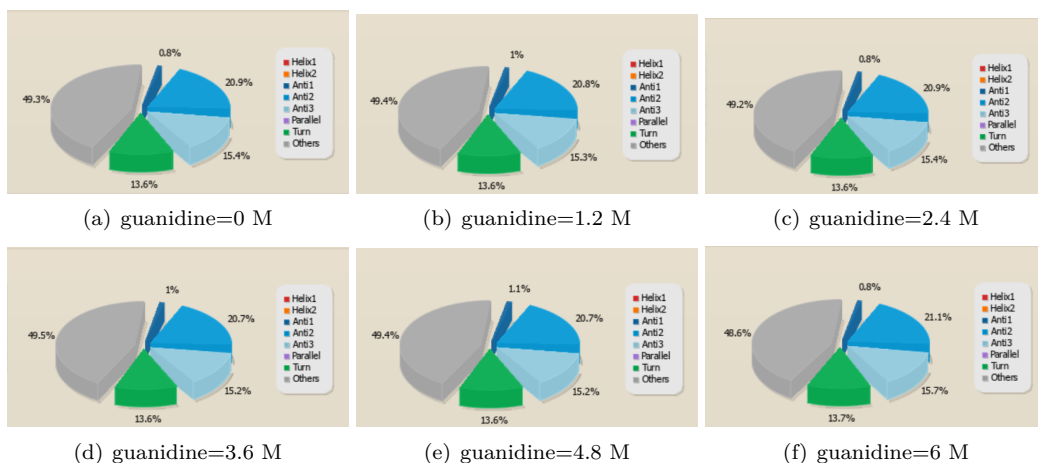 0.8%
20.9%
49.3%
15.4%
13.6%
Helix1
Helix2
Anti1
Anti2
Anti3
Parallel
Turn
Others
(a) guanidine=0 M
1%
20.8%
49.4%
15.3%
13.6%
Helix1
Helix2
Anti1
Anti2
Anti3
Parallel
Turn
Others
(b) guanidine=1.2 M
0.8%
20.9%
49.2%
15.4%
13.6%
Helix1
Helix2
Anti1
Anti2
Anti3
Parallel
Turn
Others
(c) guanidine=2.4 M
1%
20.7%
49.5%
15.2%
13.6%
Helix1
Helix2
Anti1
Anti2
Anti3
Parallel
Turn
Others
(d) guanidine=3.6 M
1.1%
20.7%
49.4%
15.2%
13.6%
Helix1
Helix2
Anti1
Anti2
Anti3
Parallel
Turn
Others
(e) guanidine=4.8 M
0.8%
21.1%
48.6%
15.7%
13.7%
Helix1
Helix2
Anti1
Anti2
Anti3
Parallel
Turn
Others
(f) guanidine=6 M